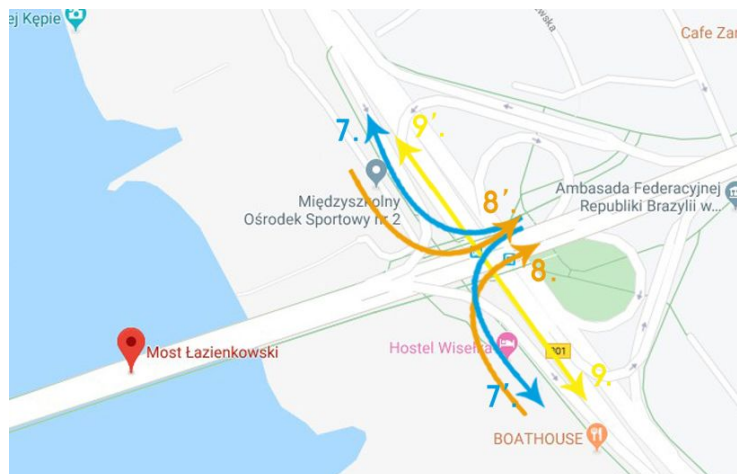 ej Kępie
Cafe Zar
7.
9'.
Międzyszkolny
Ośrodek Sportowy nr 2
8'.
Ambasada Federacyjnej
Republiki Brazylii w...
8.
Most Łazienkowski
Hostel Wisełka
801
9.
7'.
BOATHOUSE